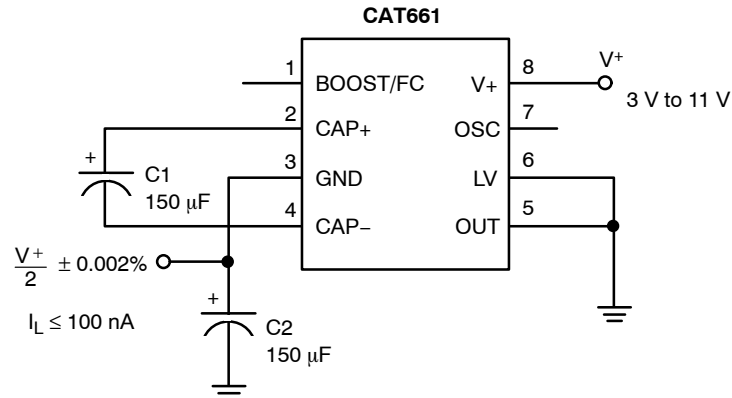 CAT661
1 BOOST/FC V+ 8 V+
3 V to 11 V
2 CAP+ OSC 7
+ C1
150 μF
3 GND LV 6
4 CAP− OUT 5
V+
2
± 0.002%
IL ≤ 100 nA
+ C2
150 μF